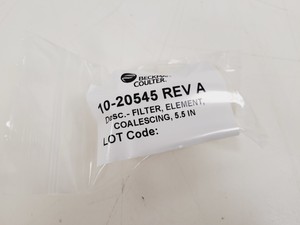 BECKMAN
COULTER
10-20545 REV A
Desc.- FILTER, ELEMENT,
COALESCING, 5.5 IN
LOT Code: